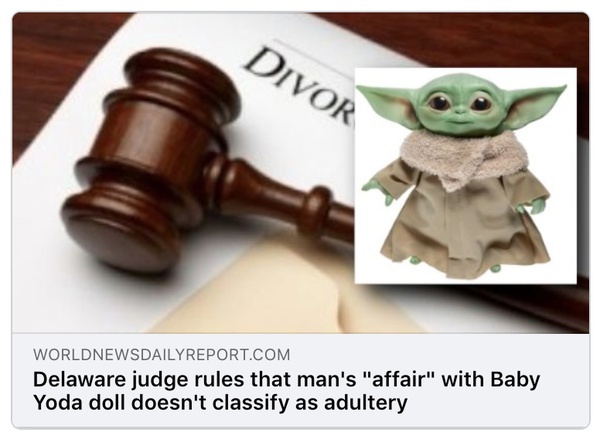 DIVOR
WORLDNEWSDAILYREPORT.COM
Delaware judge rules that man's "affair" with Baby
Yoda doll doesn't classify as adultery